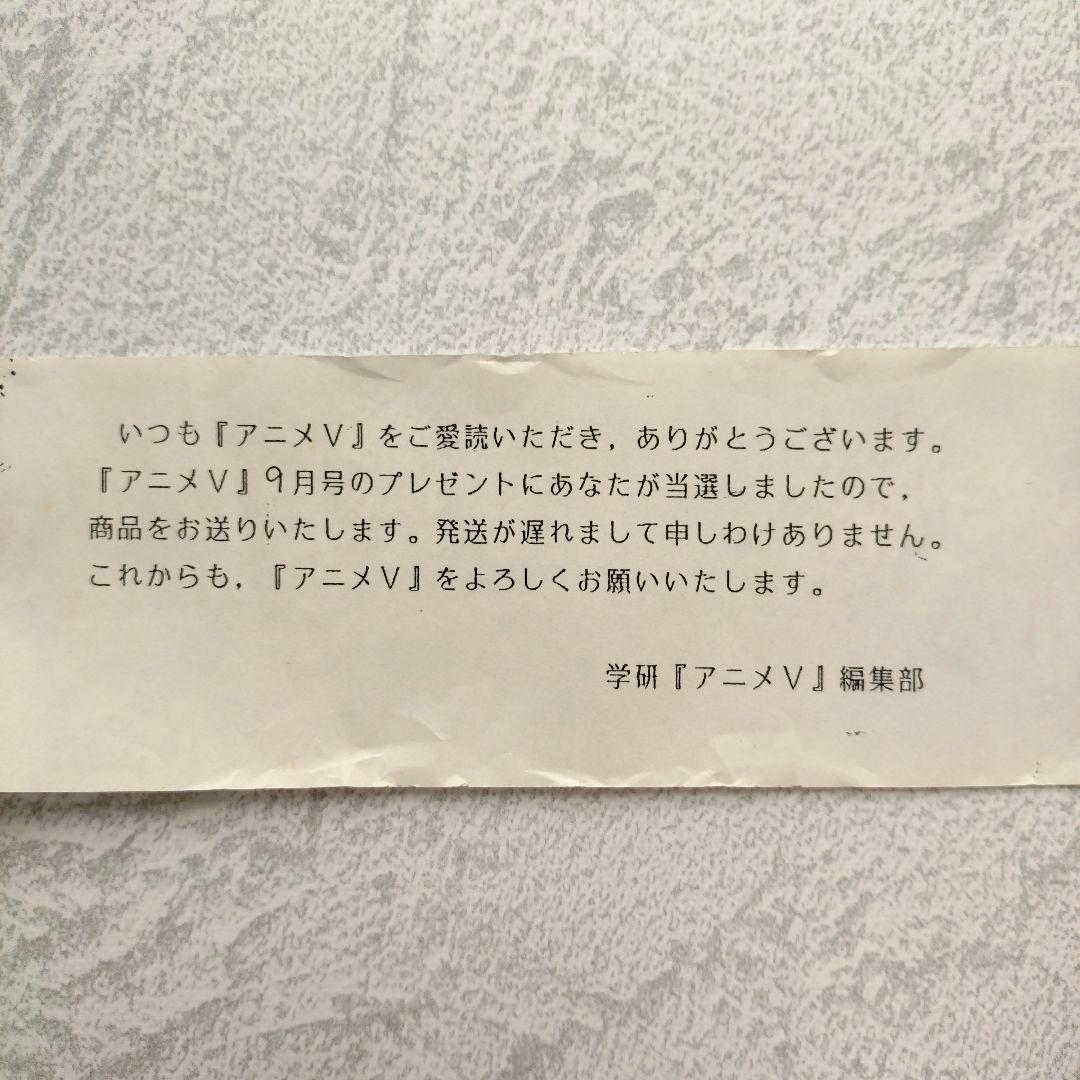 いつも『アニメV』をご愛読いただき，ありがとうございます。
『アニメV』9月号のプレゼントにあなたが当選しましたので，
商品をお送りいたします。発送が遅れまして申しわけありません。
これからも，『アニメV』をよろしくお願いいたします。
学研『アニメV』編集部